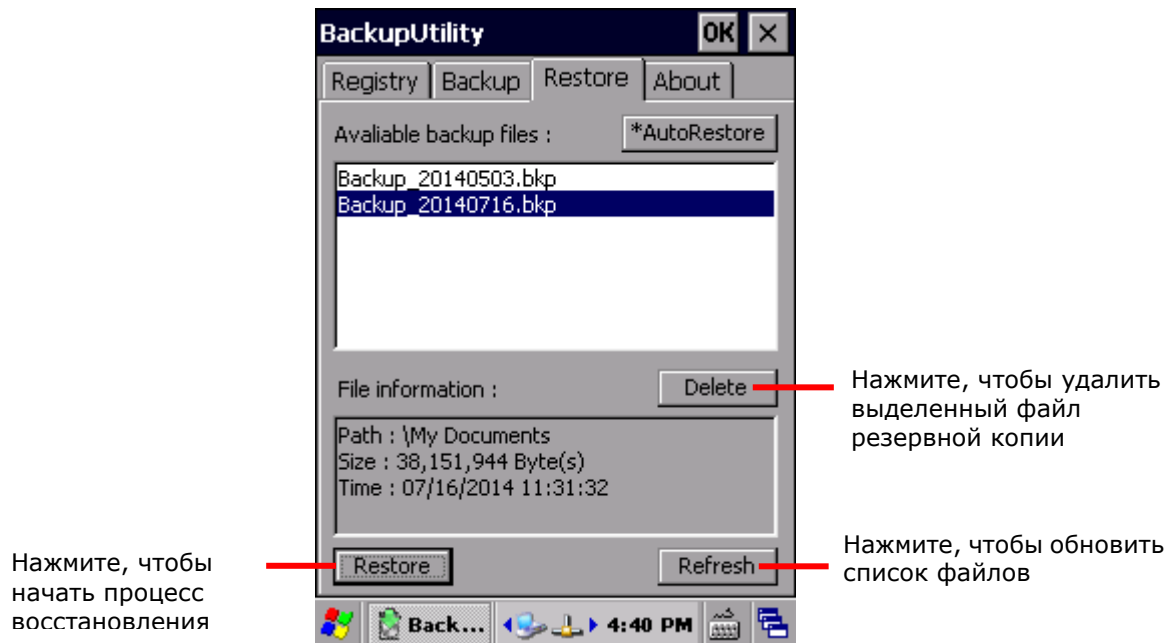 BackupUtility OK
Registry Backup Restore About
Avaliable backup files : *AutoRestore
Backup_20140503.bkp
Backup_20140716.bkp
File information : Delete
Нажмите, чтобы удалить
выделенный файл
резервной копии
Path : \My Documents
Size : 38,151,944 Byte(s)
Time : 07/16/2014 11:31:32
Нажмите, чтобы
начать процесс
восстановления
Restore Refresh
Нажмите, чтобы обновить
список файлов
Back... 4:40 PM